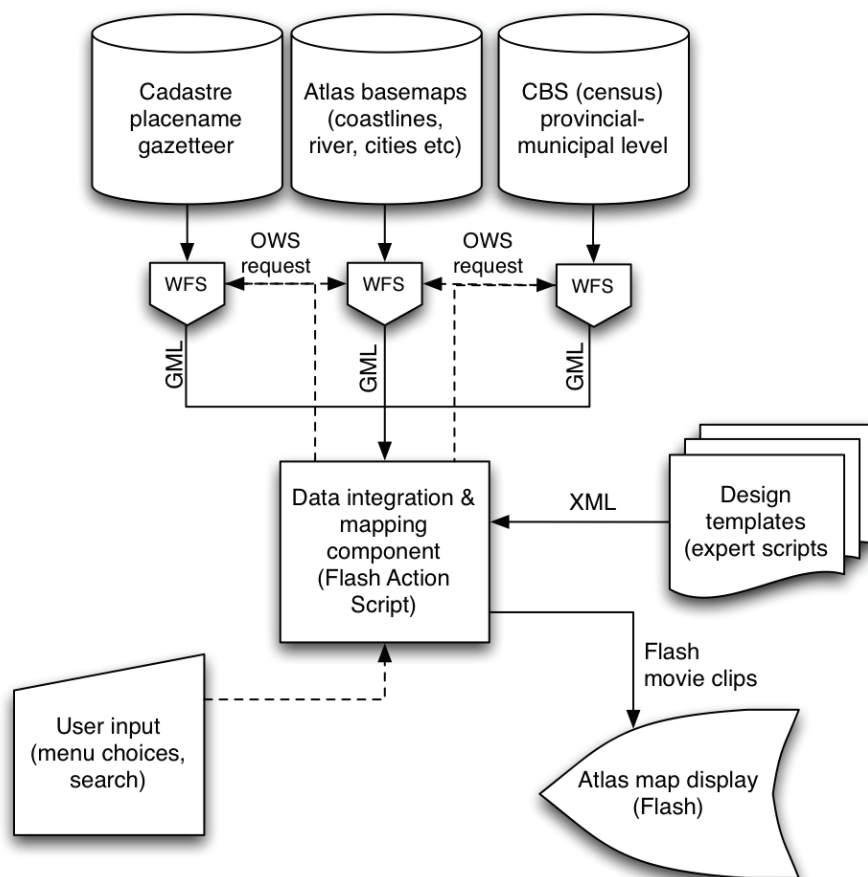 Cadastre
placename
gazetteer
Atlas basemaps
(coastlines,
river, cities etc)
CBS (census)
provincial-
municipal level
OWS
request
OWS
request
WFS
WFS
WFS
GML
GML
GML
Data integration &
mapping
component
(Flash Action
Script)
XML
Design
templates
(expert scripts
Flash
movie clips
User input
(menu choices,
search)
Atlas map display
(Flash)